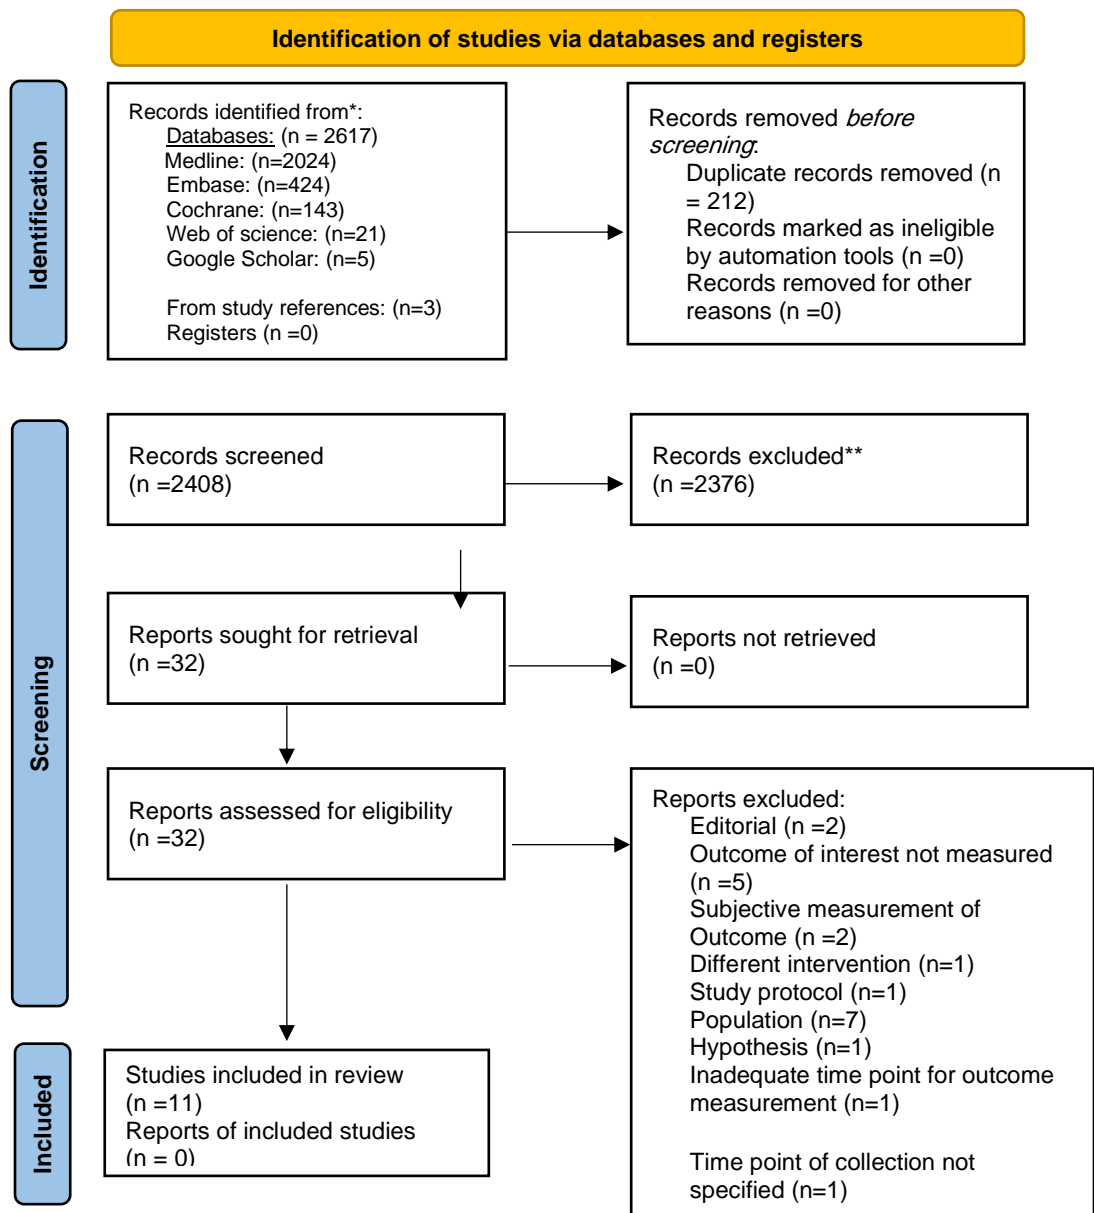 Identification of studies via databases and registers
Identification
Records identified from*:
Databases: (n = 2617)
Medline: (n=2024)
Embase: (n=424)
Cochrane: (n=143)
Web of science: (n=21)
Google Scholar: (n=5)
From study references: (n=3)
Registers (n =0)
Records removed before
screening:
Duplicate records removed (n
= 212)
Records marked as ineligible
by automation tools (n =0)
Records removed for other
reasons (n =0)
Screening
Records screened
(n =2408)
Records excluded**
(n =2376)
Reports sought for retrieval
(n =32)
Reports not retrieved
(n =0)
Reports assessed for eligibility
(n =32)
Reports excluded:
Editorial (n =2)
Outcome of interest not measured
(n =5)
Subjective measurement of
Outcome (n =2)
Different intervention (n=1)
Study protocol (n=1)
Population (n=7)
Hypothesis (n=1)
Inadequate time point for outcome
measurement (n=1)
Time point of collection not
specified (n=1)
Included
Studies included in review
(n =11)
Reports of included studies
(n = 0)